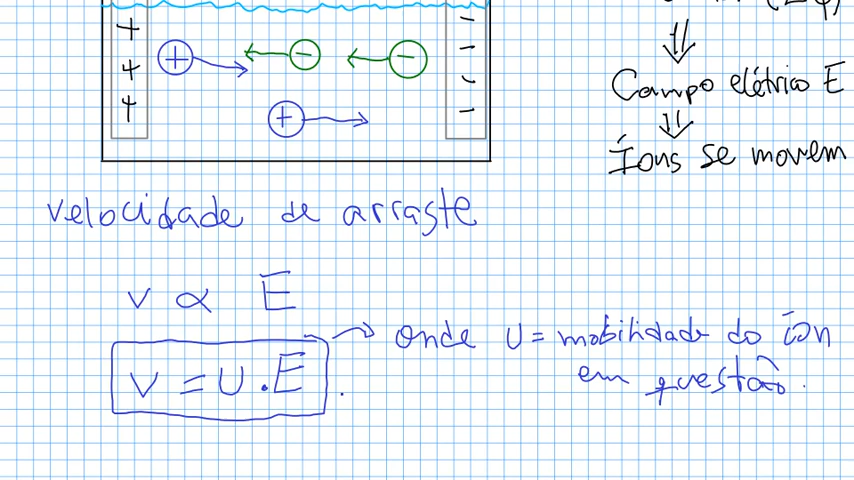 + + - -
+ -
+ -
+ -
Campo elétrico E
⇓
Íons se movem
velocidade de arraste
v ∝ E
v = u . E .
onde u = mobilidade do íon
em questão.